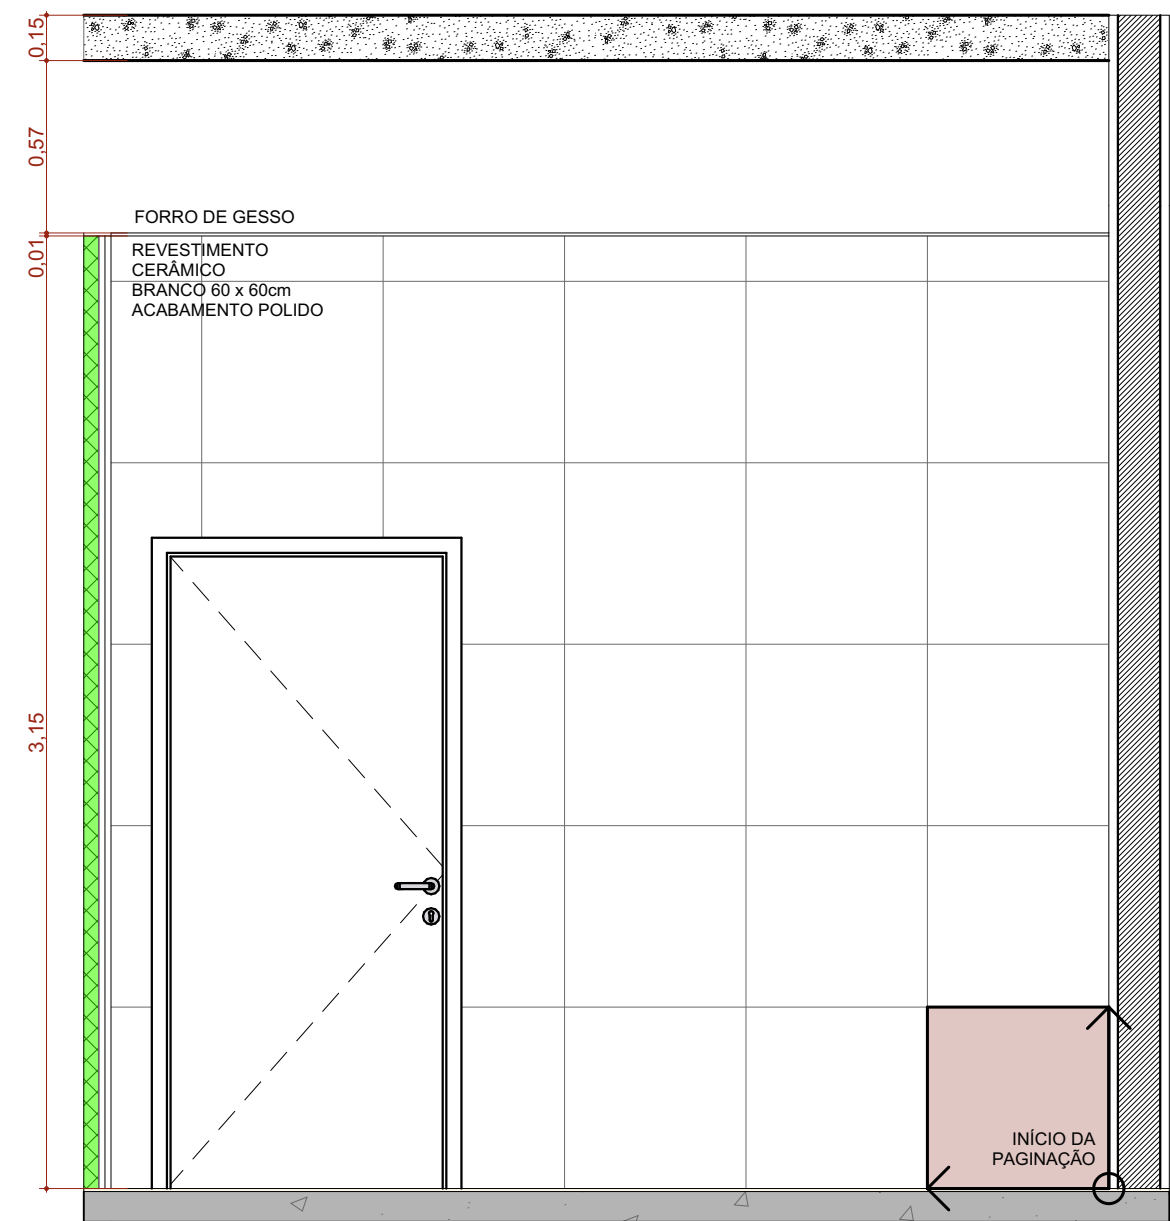 0,15
0,57
FORRO DE GESSO
0,01
REVESTIMENTO
CERÂMICO
BRANCO 60 x 60cm
ACABAMENTO POLIDO
3,15
INÍCIO DA
PAGINAÇÃO